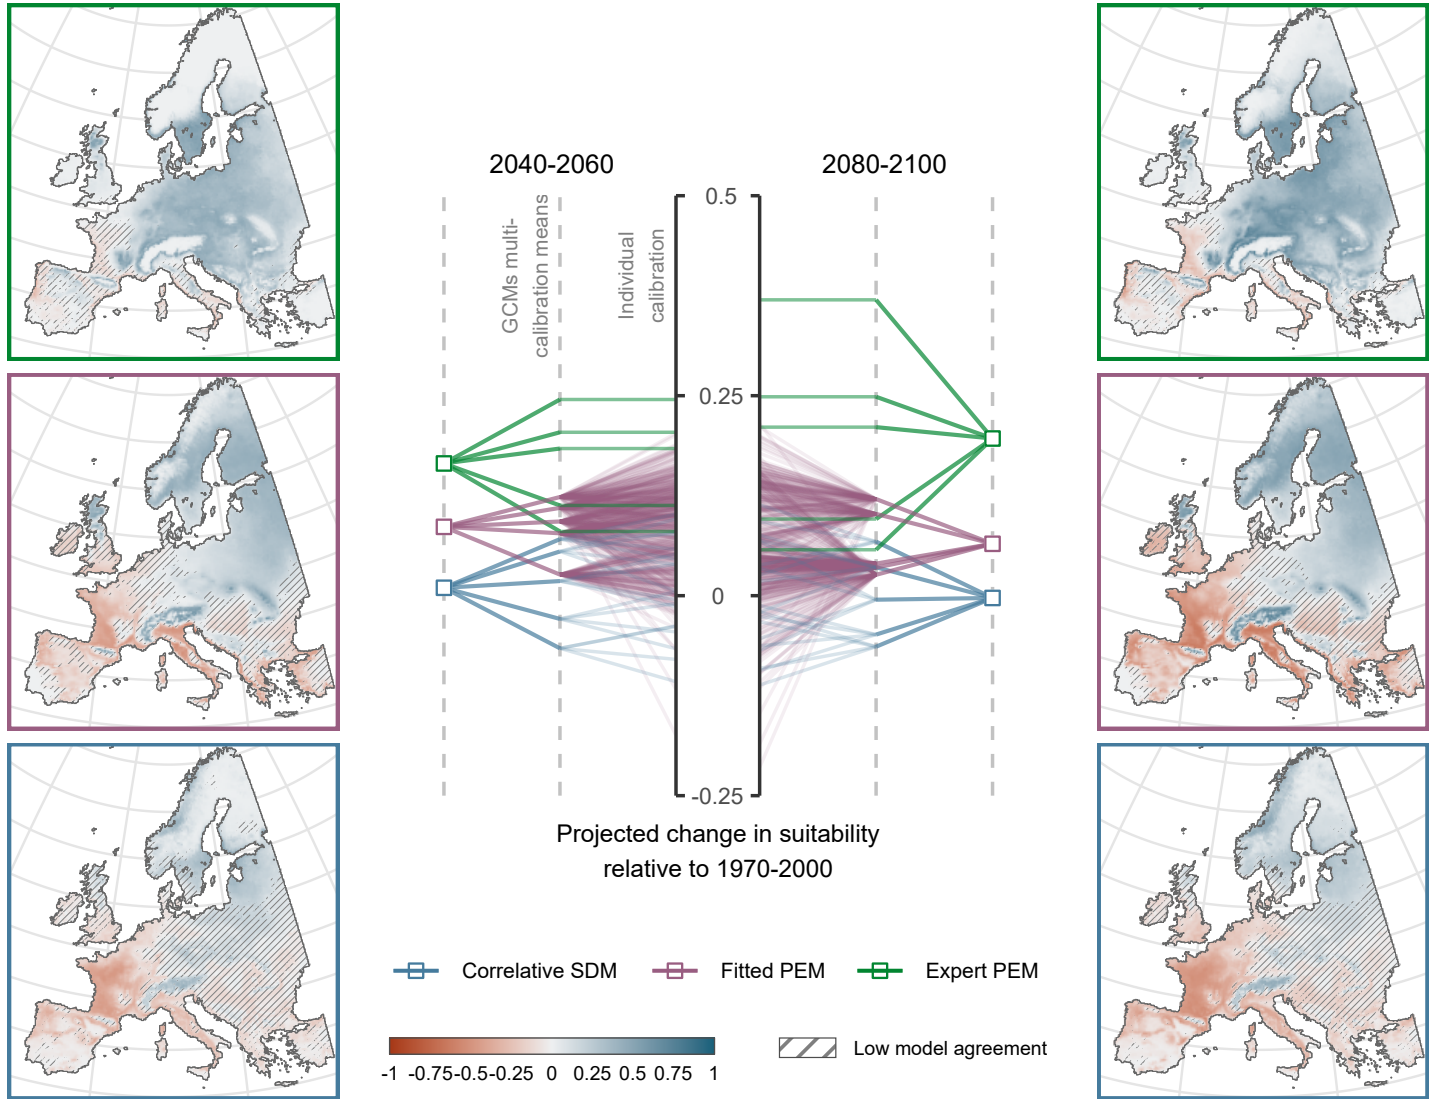 2040-2060
2080-2100
GCMs multi-
calibration means
Individual
calibration
0.5
0.25
0
-0.25
Projected change in suitability
relative to 1970-2000
Correlative SDM
Fitted PEM
Expert PEM
-1 -0.75 -0.5 -0.25 0 0.25 0.5 0.75 1
Low model agreement